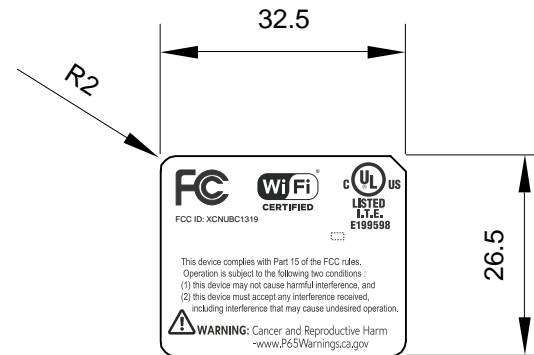 32.5
R2
FC
Wi Fi ®
CERTIFIED
C UL US
LISTED
I.T.E.
E199598
FCC ID: XCNUBC1319
26.5
This device complies with Part 15 of the FCC rules.
Operation is subject to the following two conditions :
(1) this device may not cause harmful interference, and
(2) this device must accept any interference received,
including interference that may cause undesired operation.
WARNING: Cancer and Reproductive Harm
-www.P65Warnings.ca.gov